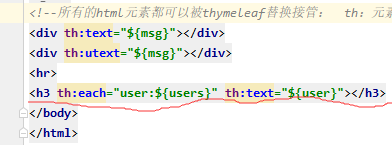 <!--所有的html元素都可以被thymeleaf替换接管: th:元素
<div th:text="${msg}"></div>
<div th:utext="${msg}"></div>
<hr>
<h3 th:each="user:${users}" th:text="${user}"></h3>
</body>
</html>